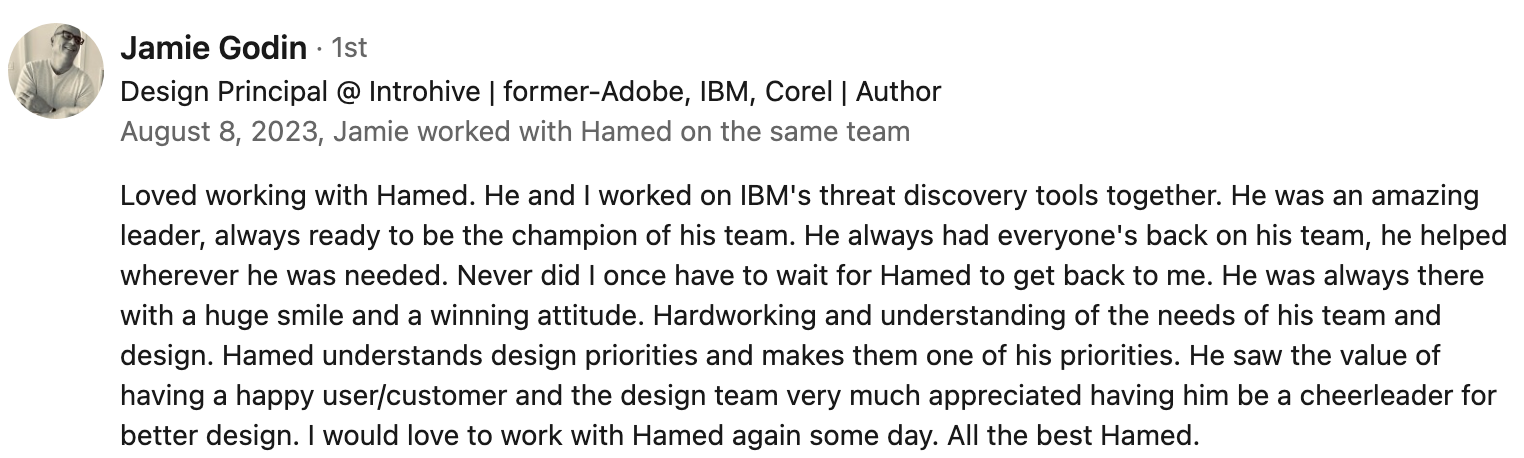 Jamie Godin · 1st
Design Principal @ Introhive | former-Adobe, IBM, Corel | Author
August 8, 2023, Jamie worked with Hamed on the same team
Loved working with Hamed. He and I worked on IBM's threat discovery tools together. He was an amazing
leader, always ready to be the champion of his team. He always had everyone's back on his team, he helped
wherever he was needed. Never did I once have to wait for Hamed to get back to me. He was always there
with a huge smile and a winning attitude. Hardworking and understanding of the needs of his team and
design. Hamed understands design priorities and makes them one of his priorities. He saw the value of
having a happy user/customer and the design team very much appreciated having him be a cheerleader for
better design. I would love to work with Hamed again some day. All the best Hamed.